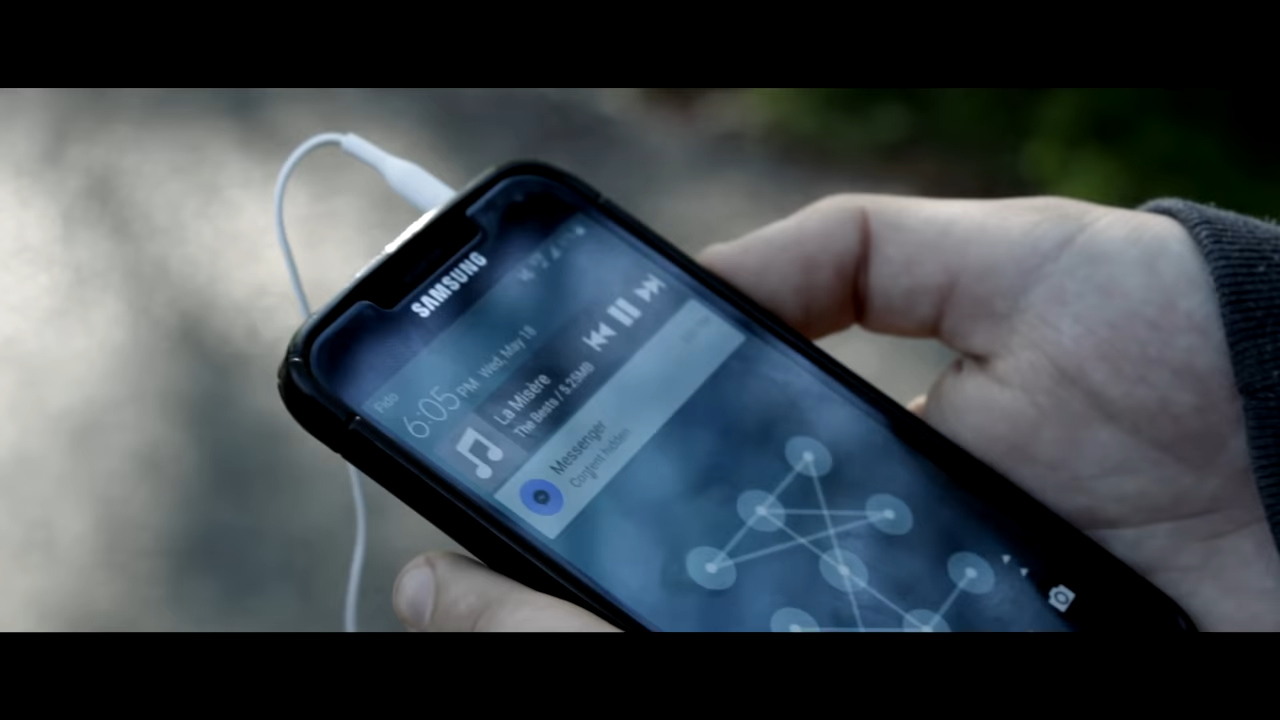 SAMSUNG
Fido
6:05 PM Wed, May 18
La Misère
The Bests / 5.25MB
Messenger
Content hidden